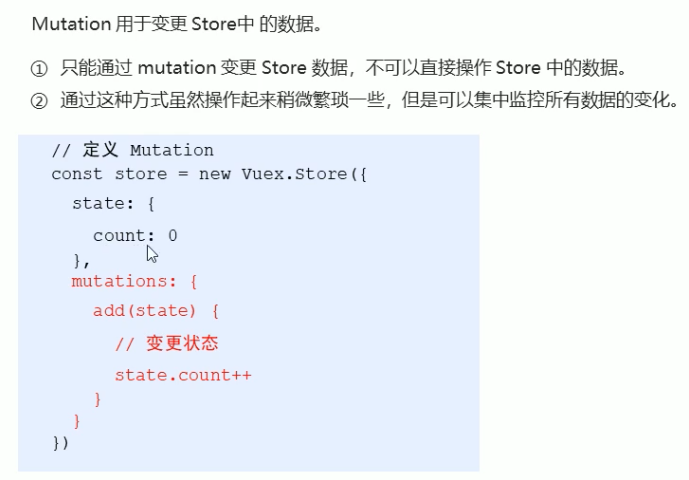 Mutation 用于变更 Store中 的数据。
① 只能通过 mutation 变更 Store 数据，不可以直接操作 Store 中的数据。
② 通过这种方式虽然操作起来稍微繁琐一些，但是可以集中监控所有数据的变化。
// 定义 Mutation
const store = new Vuex.Store({
  state: {
    count: 0
  },
  mutations: {
    add(state) {
      // 变更状态
      state.count++
    }
  }
})